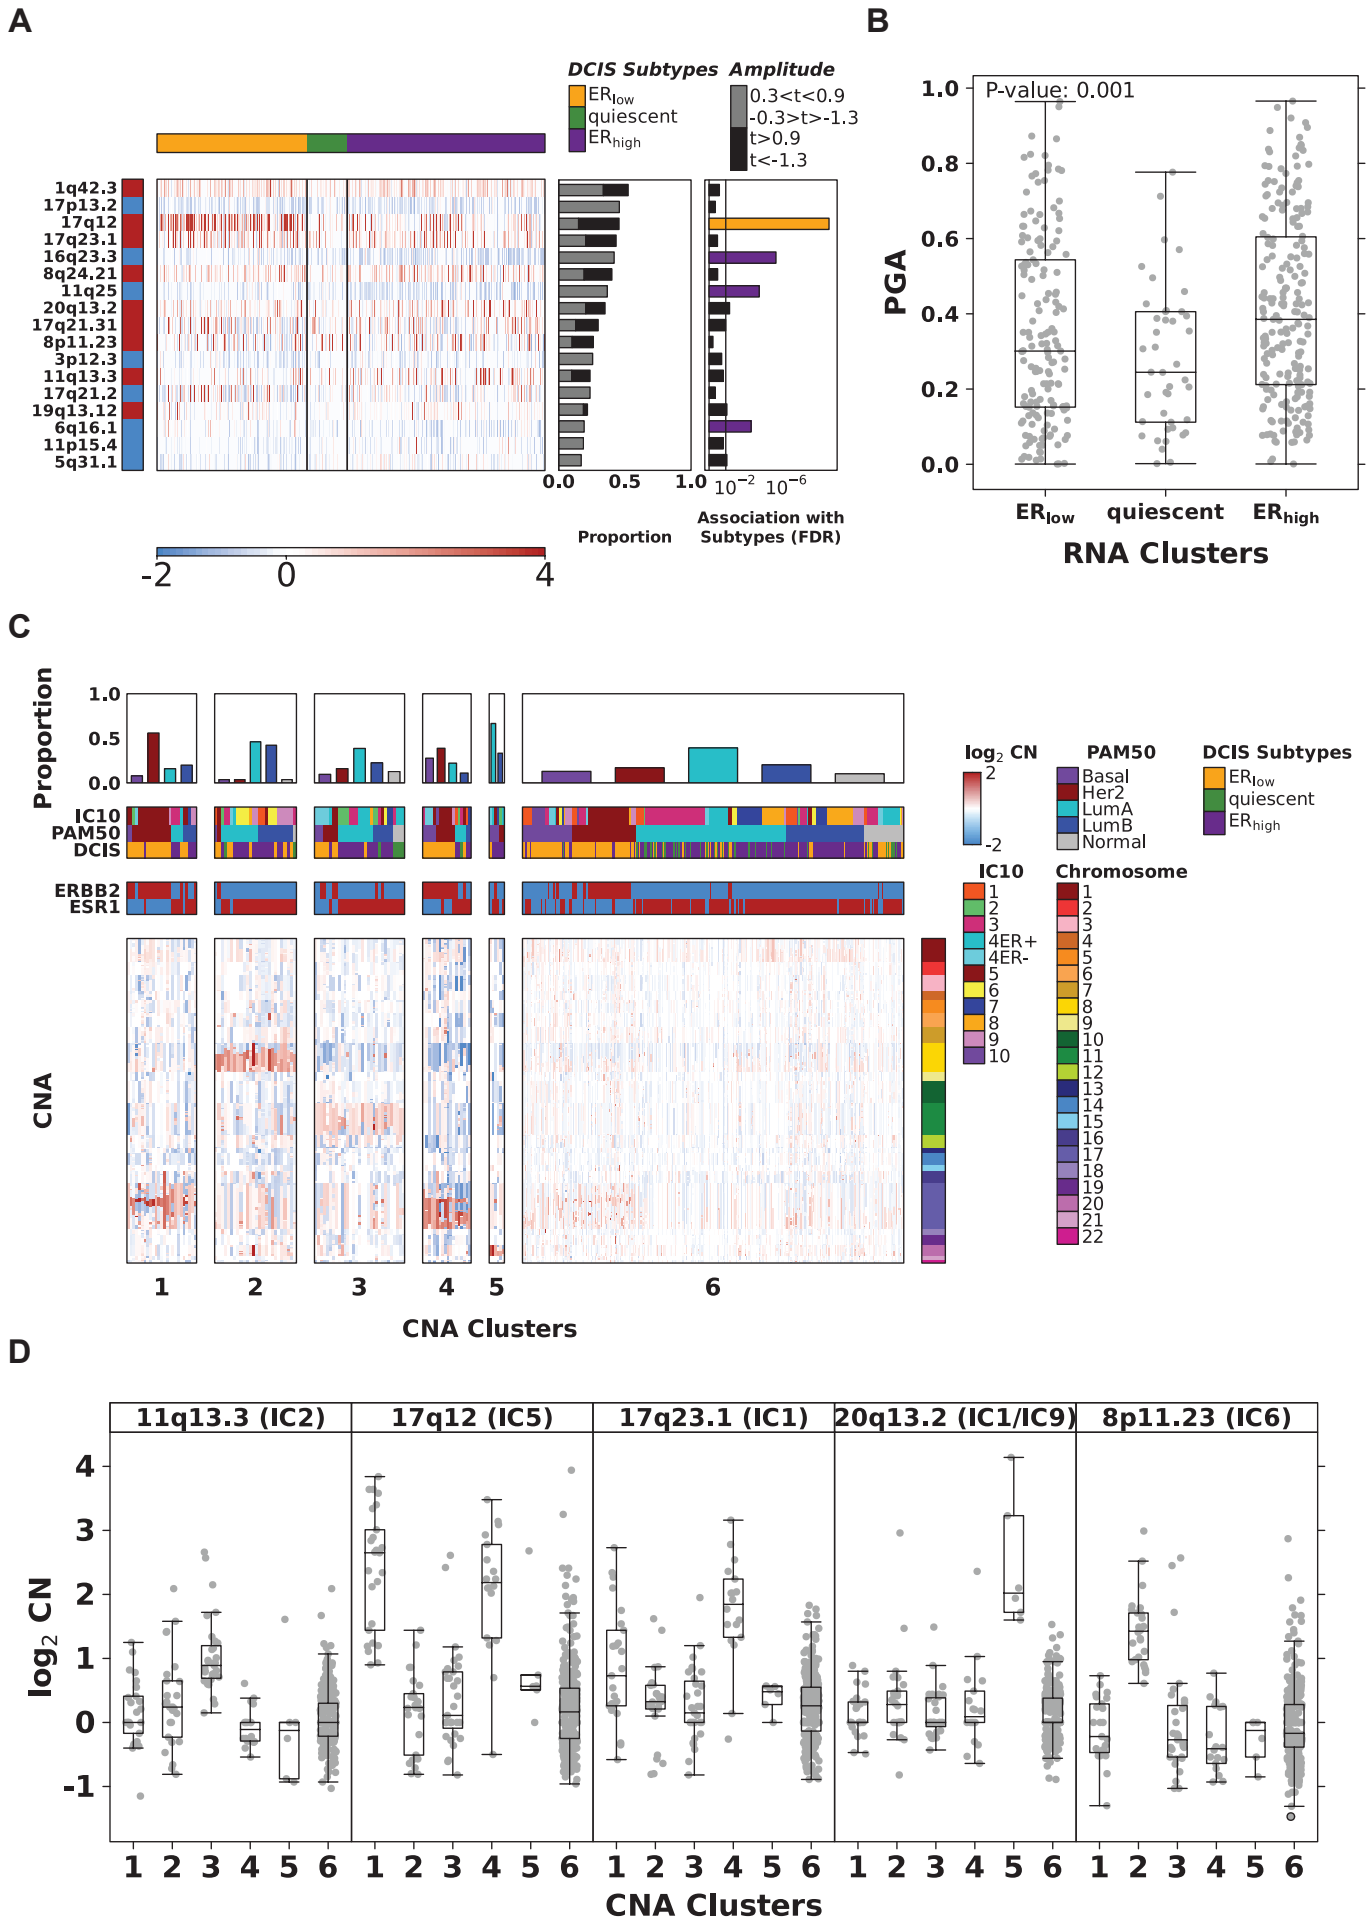 A
B
DCIS Subtypes
ER_low
quiescent
ER_high
Amplitude
0.3<t<0.9
-0.3>t>-1.3
t>0.9
t<-1.3
1q42.3
17p13.2
17q12
17q23.1
16q23.3
8q24.21
11q25
20q13.2
17q21.31
8p11.23
3p12.3
11q13.3
17q21.2
19q13.12
6q16.1
11p15.4
5q31.1
0.0 0.5 1.0
Proportion
10^-2 10^-6
Association with
Subtypes (FDR)
-2 0 4
P-value: 0.001
PGA
1.0
0.8
0.6
0.4
0.2
0.0
ER_low quiescent ER_high
RNA Clusters
C
Proportion
1.0
0.5
0.0
IC10
PAM50
DCIS
ERBB2
ESR1
CNA
1 2 3 4 5 6
CNA Clusters
log2 CN
2
-2
PAM50
Basal
Her2
LumA
LumB
Normal
DCIS Subtypes
ER_low
quiescent
ER_high
IC10
1
2
3
4ER+
4ER-
5
6
7
8
9
10
Chromosome
1
2
3
4
5
6
7
8
9
10
11
12
13
14
15
16
17
18
19
20
21
22
D
11q13.3 (IC2) 17q12 (IC5) 17q23.1 (IC1) 20q13.2 (IC1/IC9) 8p11.23 (IC6)
log2 CN
4
3
2
1
0
-1
1 2 3 4 5 6 1 2 3 4 5 6 1 2 3 4 5 6 1 2 3 4 5 6 1 2 3 4 5 6
CNA Clusters